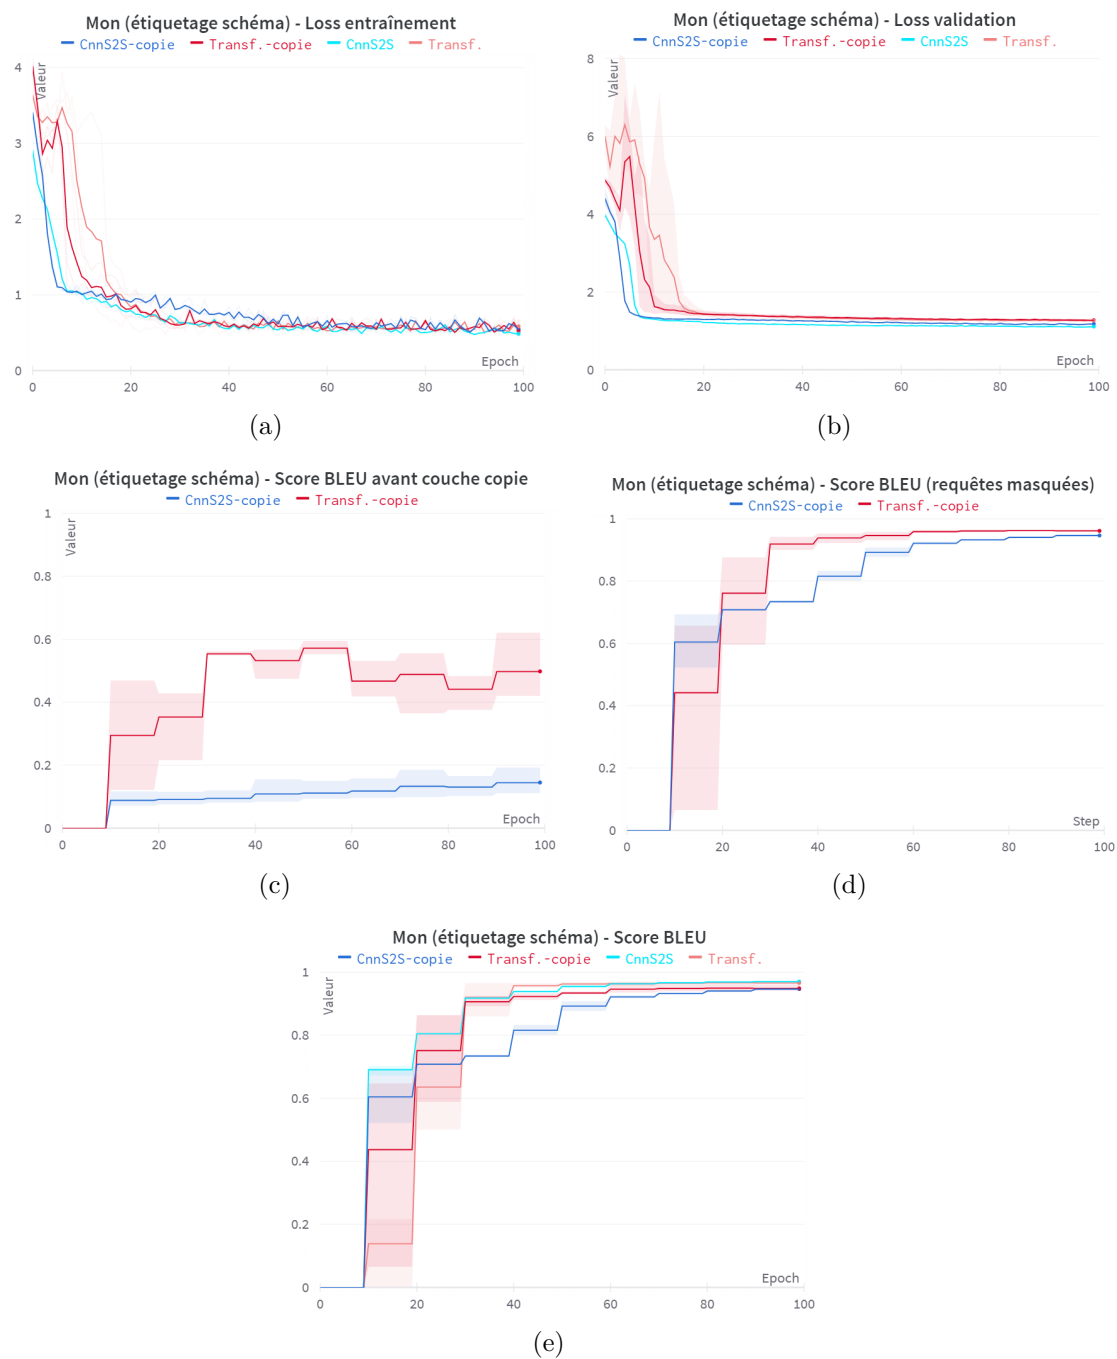 Mon (étiquetage schéma) - Loss entraînement
CnnS2S-copie Transf.-copie CnnS2S Transf.
Valeur
4
3
2
1
0
Epoch
0 20 40 60 80 100
(a)
Mon (étiquetage schéma) - Loss validation
CnnS2S-copie Transf.-copie CnnS2S Transf.
Valeur
8
6
4
2
0
Epoch
0 20 40 60 80 100
(b)
Mon (étiquetage schéma) - Score BLEU avant couche copie
CnnS2S-copie Transf.-copie
Valeur
1
0.8
0.6
0.4
0.2
0
Epoch
0 20 40 60 80 100
(c)
Mon (étiquetage schéma) - Score BLEU (requêtes masquées)
CnnS2S-copie Transf.-copie
1
0.8
0.6
0.4
0.2
0
Step
0 20 40 60 80 100
(d)
Mon (étiquetage schéma) - Score BLEU
CnnS2S-copie Transf.-copie CnnS2S Transf.
Valeur
1
0.8
0.6
0.4
0.2
0
Epoch
0 20 40 60 80 100
(e)